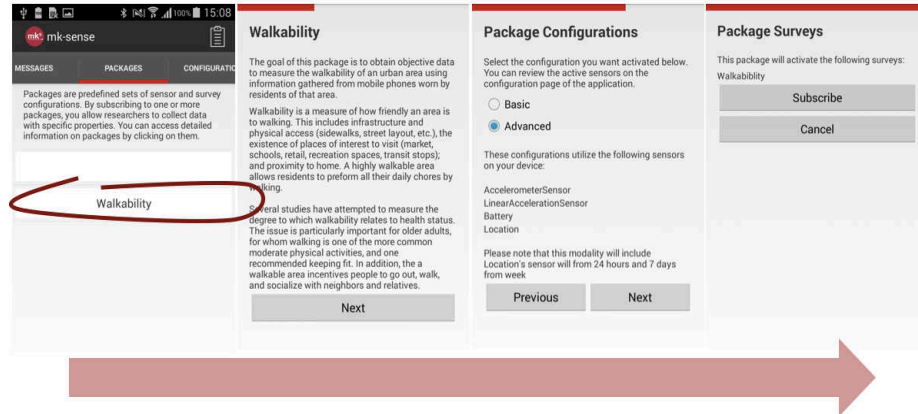 100% 15:08
mk+ mk-sense
MESSAGES PACKAGES CONFIGURATIC
Packages are predefined sets of sensor and survey
configurations. By subscribing to one or more
packages, you allow researchers to collect data
with specific properties. You can access detailed
information on packages by clicking on them.
Walkability
Walkability
The goal of this package is to obtain objective data
to measure the walkability of an urban area using
information gathered from mobile phones worn by
residents of that area.
Walkability is a measure of how friendly an area is
to walking. This includes infrastructure and
physical access (sidewalks, street layout, etc.), the
existence of places of interest to visit (market,
schools, retail, recreation spaces, transit stops);
and proximity to home. A highly walkable area
allows residents to preform all their daily chores by
walking.
Several studies have attempted to measure the
degree to which walkability relates to health status.
The issue is particularly important for older adults,
for whom walking is one of the more common
moderate physical activities, and one
recommended keeping fit. In addition, the a
walkable area incentives people to go out, walk,
and socialize with neighbors and relatives.
Next
Package Configurations
Select the configuration you want activated below.
You can review the active sensors on the
configuration page of the application.
Basic
Advanced
These configurations utilize the following sensors
on your device:
AccelerometerSensor
LinearAccelerationSensor
Battery
Location
Please note that this modality will include
Location's sensor will from 24 hours and 7 days
from week
Previous Next
Package Surveys
This package will activate the following surveys:
Walkabiblity
Subscribe
Cancel